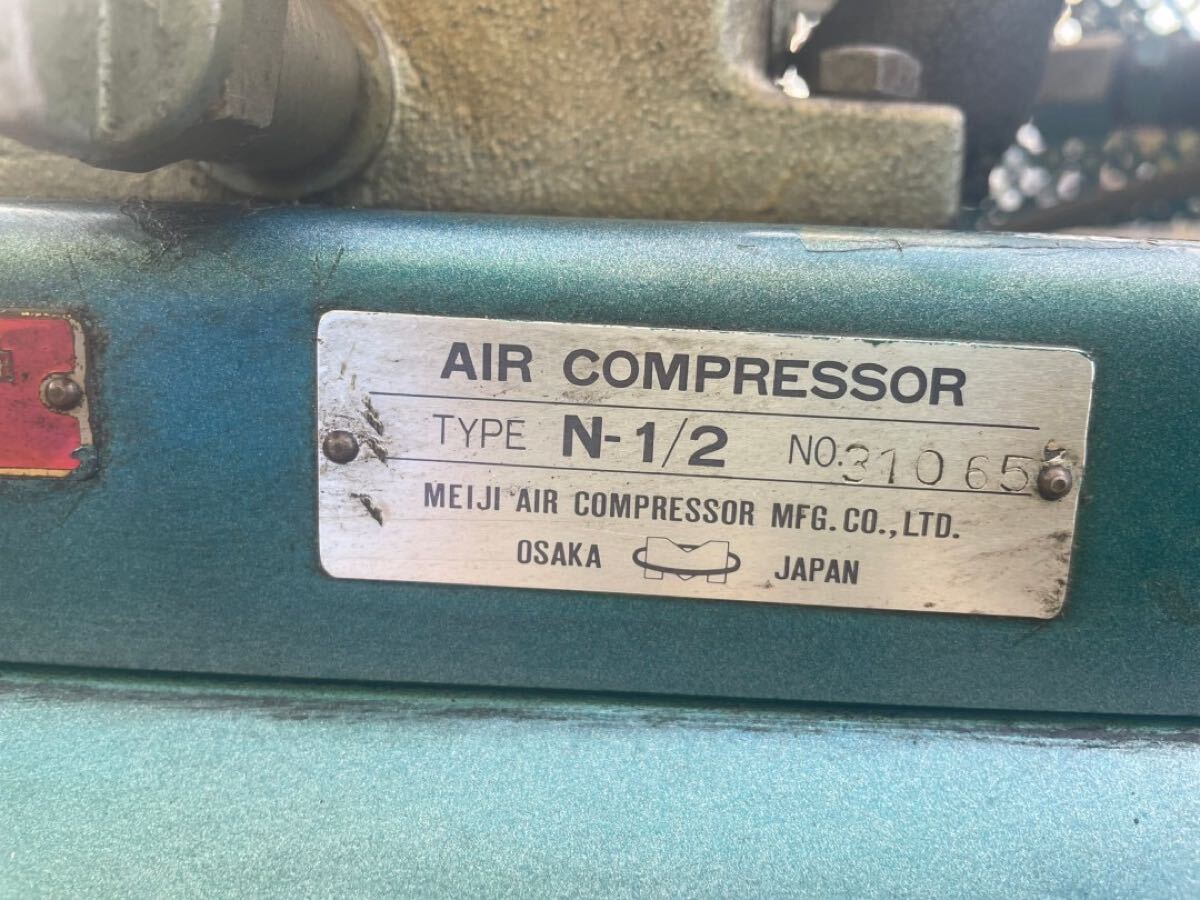 AIR COMPRESSOR
TYPE N-1/2 NO.31065
MEIJI AIR COMPRESSOR MFG. CO., LTD.
OSAKA JAPAN